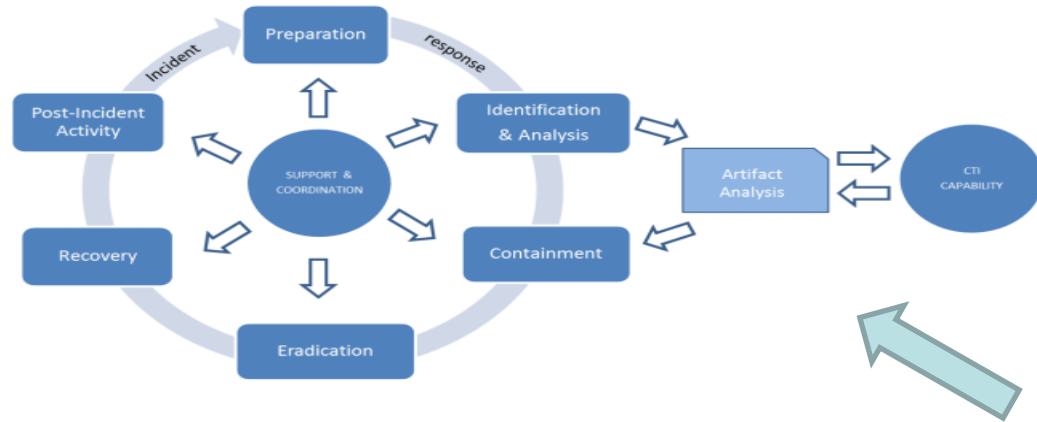 Preparation
Incident
response
Post-Incident
Activity
Identification
& Analysis
SUPPORT &
COORDINATION
Artifact
Analysis
CTI
CAPABILITY
Recovery
Containment
Eradication